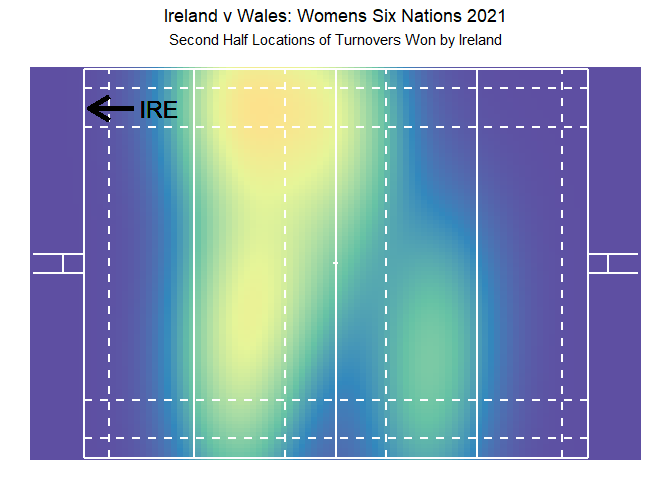 Ireland v Wales: Womens Six Nations 2021
Second Half Locations of Turnovers Won by Ireland
IRE